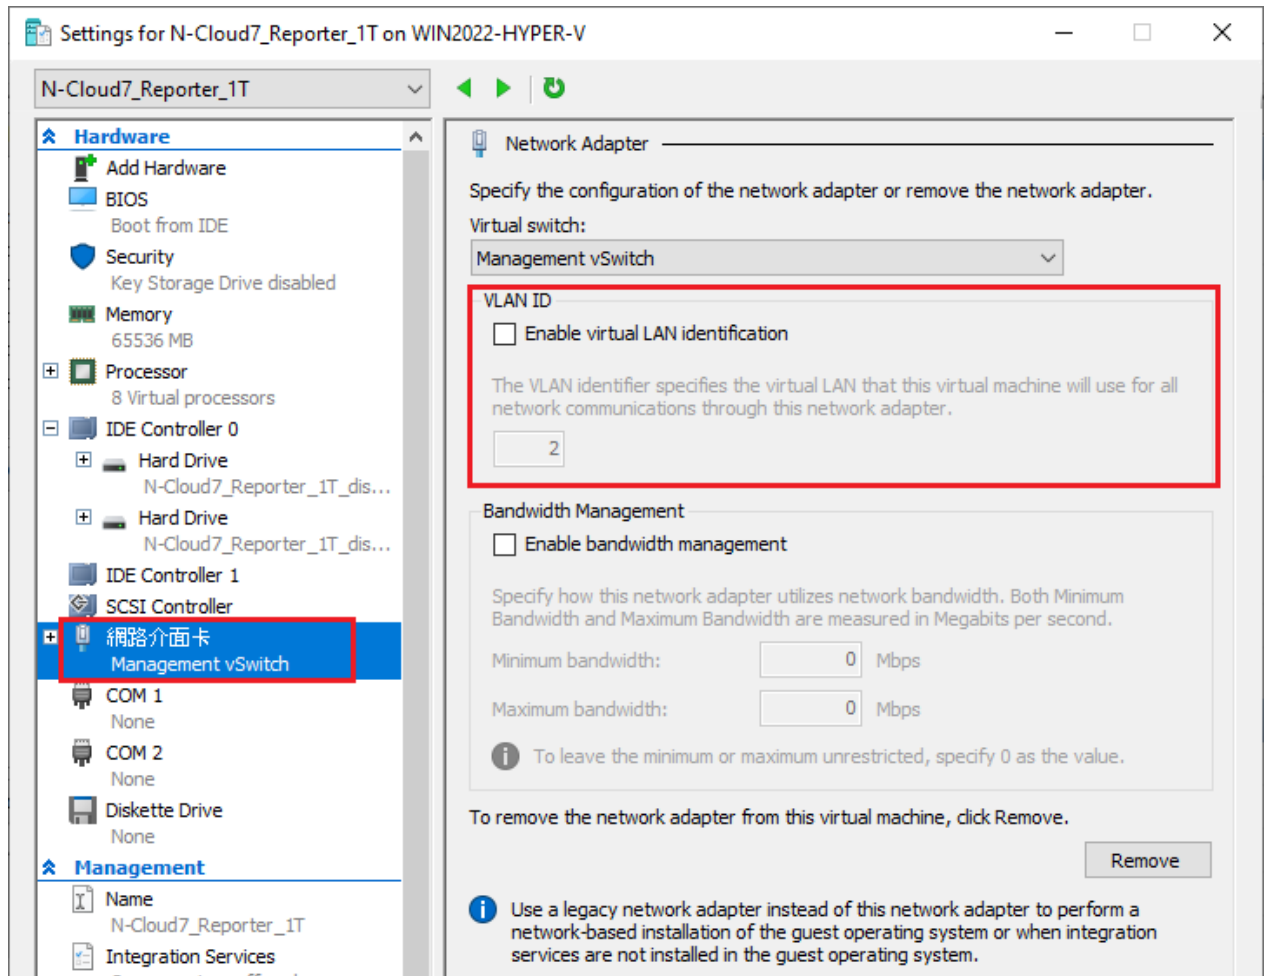 Settings for N-Cloud7_Reporter_1T on WIN2022-HYPER-V
N-Cloud7_Reporter_1T
Hardware
Add Hardware
BIOS
Boot from IDE
Security
Key Storage Drive disabled
Memory
65536 MB
Processor
8 Virtual processors
IDE Controller 0
Hard Drive
N-Cloud7_Reporter_1T_dis...
Hard Drive
N-Cloud7_Reporter_1T_dis...
IDE Controller 1
SCSI Controller
網路介面卡
Management vSwitch
COM 1
None
COM 2
None
Diskette Drive
None
Management
Name
N-Cloud7_Reporter_1T
Integration Services
Network Adapter
Specify the configuration of the network adapter or remove the network adapter.
Virtual switch:
Management vSwitch
VLAN ID
Enable virtual LAN identification
The VLAN identifier specifies the virtual LAN that this virtual machine will use for all
network communications through this network adapter.
2
Bandwidth Management
Enable bandwidth management
Specify how this network adapter utilizes network bandwidth. Both Minimum
Bandwidth and Maximum Bandwidth are measured in Megabits per second.
Minimum bandwidth: 0 Mbps
Maximum bandwidth: 0 Mbps
To leave the minimum or maximum unrestricted, specify 0 as the value.
To remove the network adapter from this virtual machine, click Remove.
Remove
Use a legacy network adapter instead of this network adapter to perform a
network-based installation of the guest operating system or when integration
services are not installed in the guest operating system.